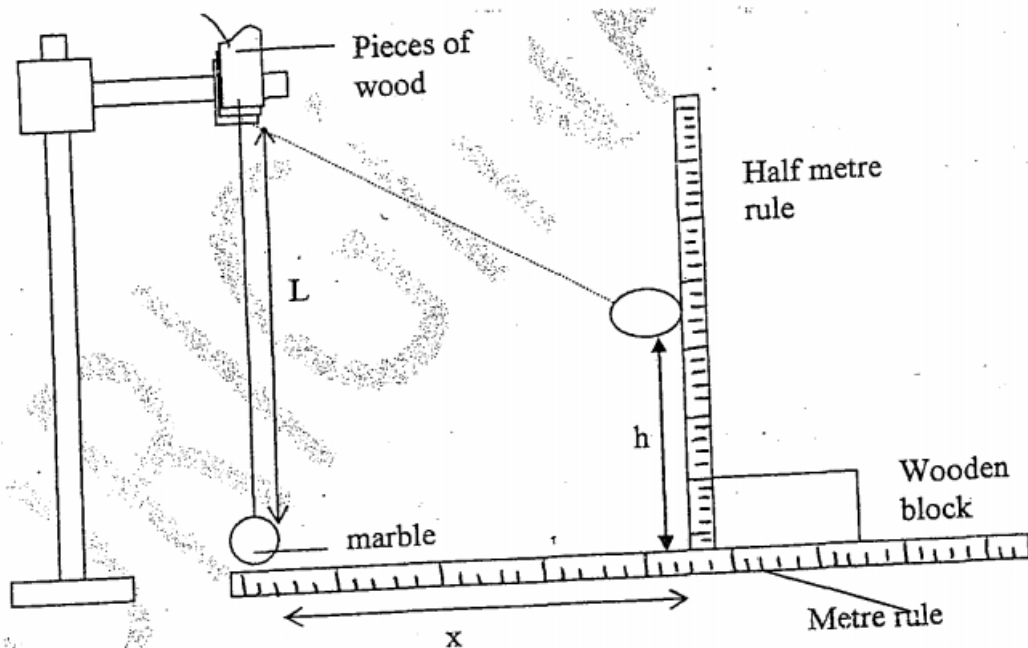 Pieces of
wood
Half metre
rule
L
h
Wooden
block
marble
x
Metre rule